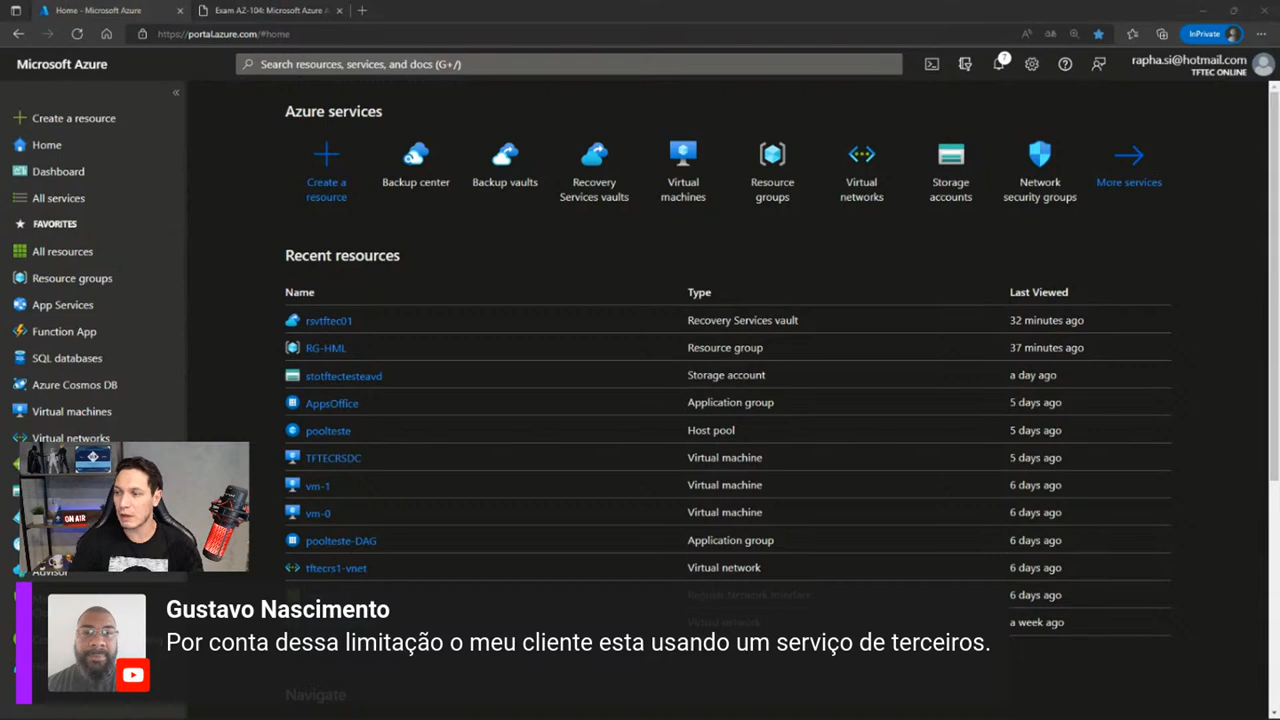 Home - Microsoft Azure
Exam AZ-104: Microsoft Azure A
https://portal.azure.com/#home
InPrivate
Microsoft Azure
Search resources, services, and docs (G+/)
7
rapha.si@hotmail.com
TFTEC ONLINE
Create a resource
Home
Dashboard
All services
FAVORITES
All resources
Resource groups
App Services
Function App
SQL databases
Azure Cosmos DB
Virtual machines
Virtual networks
Advisor
Azure services
Create a
resource
Backup center
Backup vaults
Recovery
Services vaults
Virtual
machines
Resource
groups
Virtual
networks
Storage
accounts
Network
security groups
More services
Recent resources
Name Type Last Viewed
rsvtftec01 Recovery Services vault 32 minutes ago
RG-HML Resource group 37 minutes ago
stotftectesteavd Storage account a day ago
AppsOffice Application group 5 days ago
poolteste Host pool 5 days ago
TFTECRSDC Virtual machine 5 days ago
vm-1 Virtual machine 6 days ago
vm-0 Virtual machine 6 days ago
poolteste-DAG Application group 6 days ago
tftecrs1-vnet Virtual network 6 days ago
Network Interface 6 days ago
Virtual network a week ago
Navigate
ON AIR
Gustavo Nascimento
Por conta dessa limitação o meu cliente esta usando um serviço de terceiros.